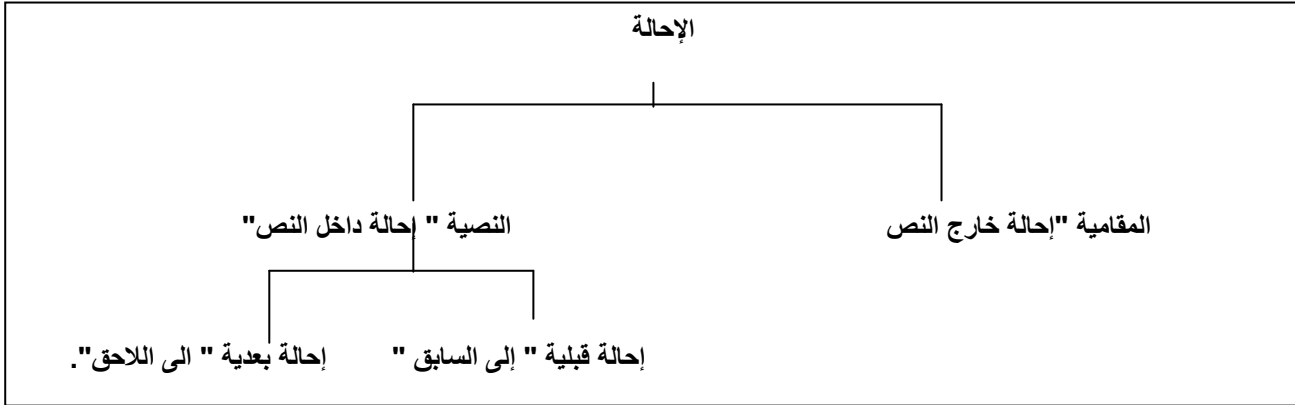 الإحالة
المقامية "إحالة خارج النص
النصية " إحالة داخل النص"
إحالة قبلية " إلى السابق "
إحالة بعدية " الى اللاحق".